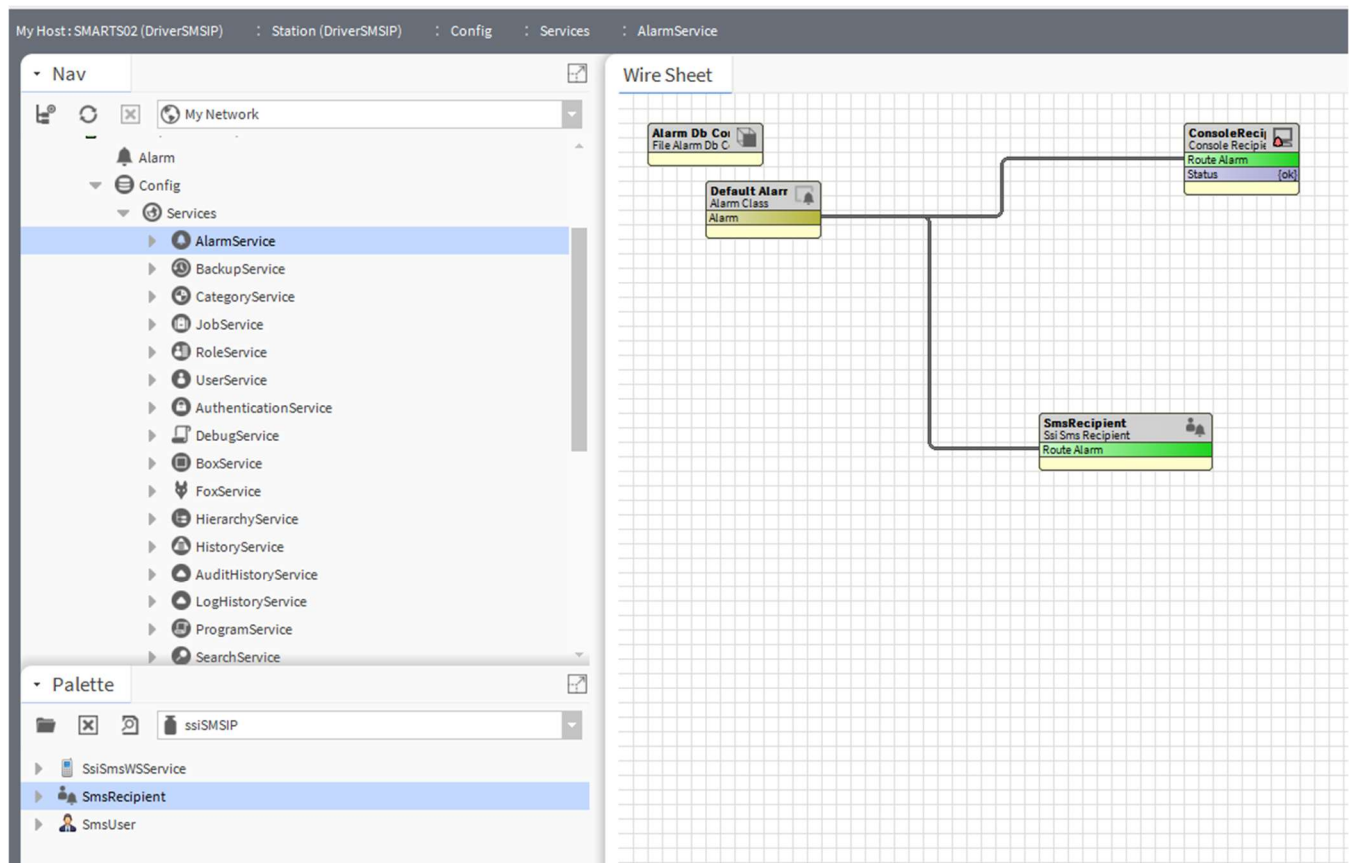 My Host : SMARTS02 (DriverSMSIP) : Station (DriverSMSIP) : Config : Services : AlarmService
Nav
My Network
Alarm
Config
Services
AlarmService
BackupService
CategoryService
JobService
RoleService
UserService
AuthenticationService
DebugService
BoxService
FoxService
HierarchyService
HistoryService
AuditHistoryService
LogHistoryService
ProgramService
SearchService
Palette
ssiSMSIP
SsiSmsWSService
SmsRecipient
SmsUser
Wire Sheet
Alarm Db Co
File Alarm Db C
Default Alarr
Alarm Class
Alarm
ConsoleReci
Console Recipie
Route Alarm
Status {ok}
SmsRecipient
Ssi Sms Recipient
Route Alarm